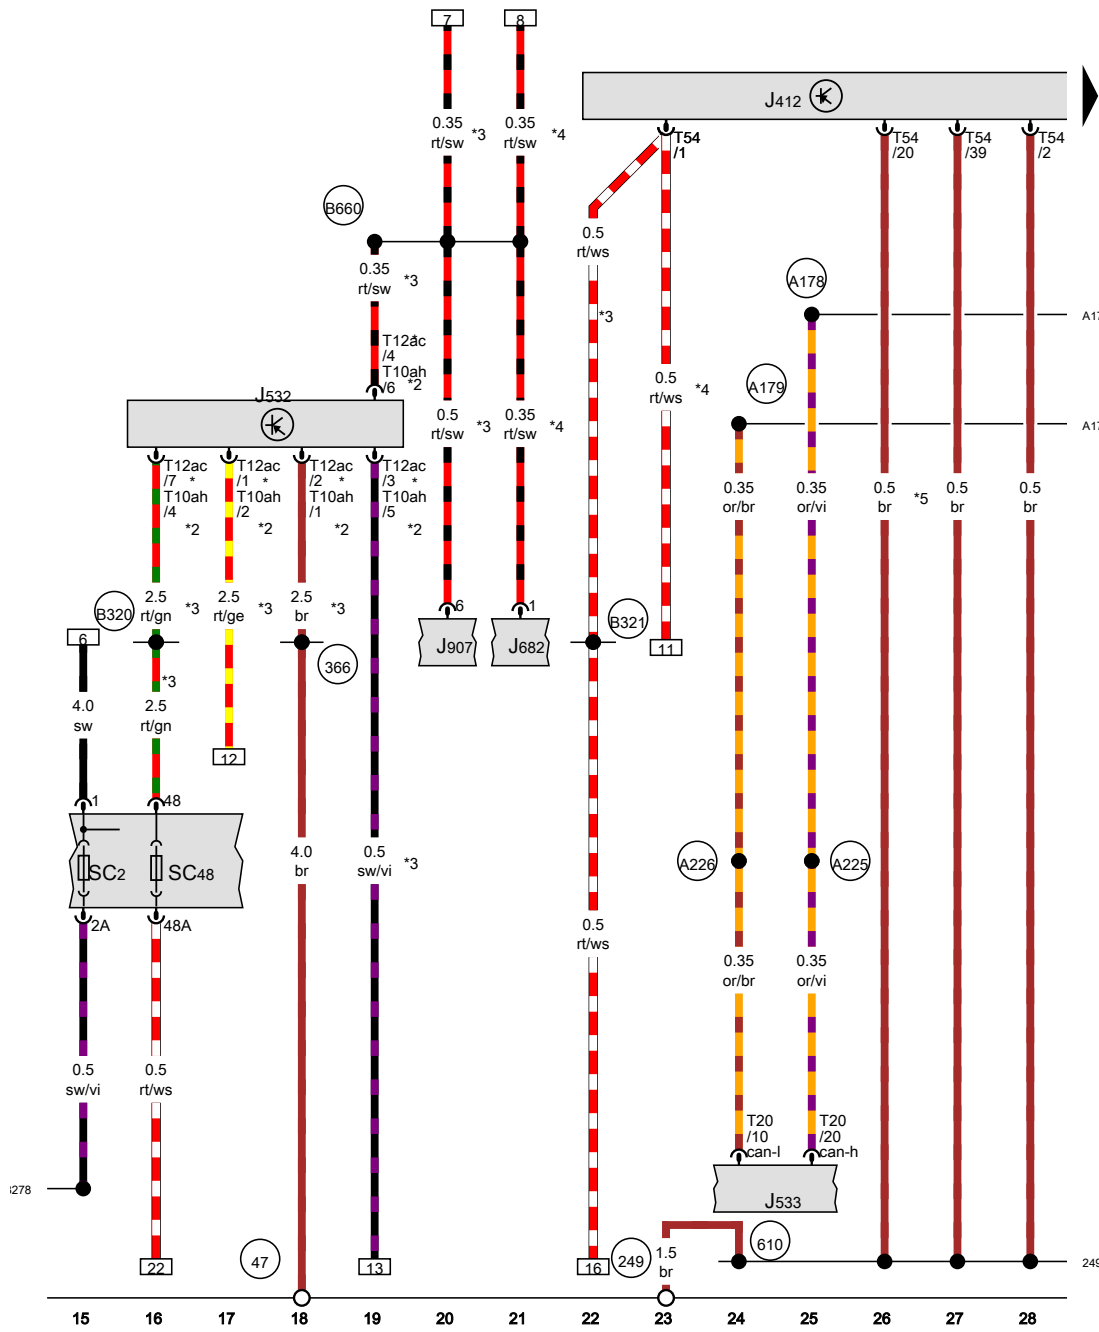 7
8
J412
0.35
rt/sw
*3
0.35
rt/sw
*4
T54
/1
T54
/20
T54
/39
T54
/2
B660
0.5
rt/ws
0.35
rt/sw
*3
A178
A17
*3
T12ac
/4
*
T10ah
/6
*2
0.5
rt/ws
*4
A179
J532
0.5
rt/sw
*3
0.35
rt/sw
*4
A17
T12ac
/7 *
T10ah
/4
*2
T12ac
/1 *
T10ah
/2
*2
T12ac
/2 *
T10ah
/1
*2
T12ac
/3 *
T10ah
/5
*2
0.35
or/br
0.35
or/vi
0.5
br
*5
0.5
br
0.5
br
B320
2.5
rt/gn
*3
2.5
rt/ge
*3
2.5
br
*3
6
1
B321
6
J907
J682
11
366
*3
4.0
sw
2.5
rt/gn
12
1
48
SC2
SC48
4.0
br
0.5
sw/vi
*3
A226
A225
2A
48A
0.5
rt/ws
0.35
or/br
0.35
or/vi
0.5
sw/vi
0.5
rt/ws
T20
/10
can-l
T20
/20
can-h
278
J533
22
47
13
16
249
1.5
br
610
249
15 16 17 18 19 20 21 22 23 24 25 26 27 28